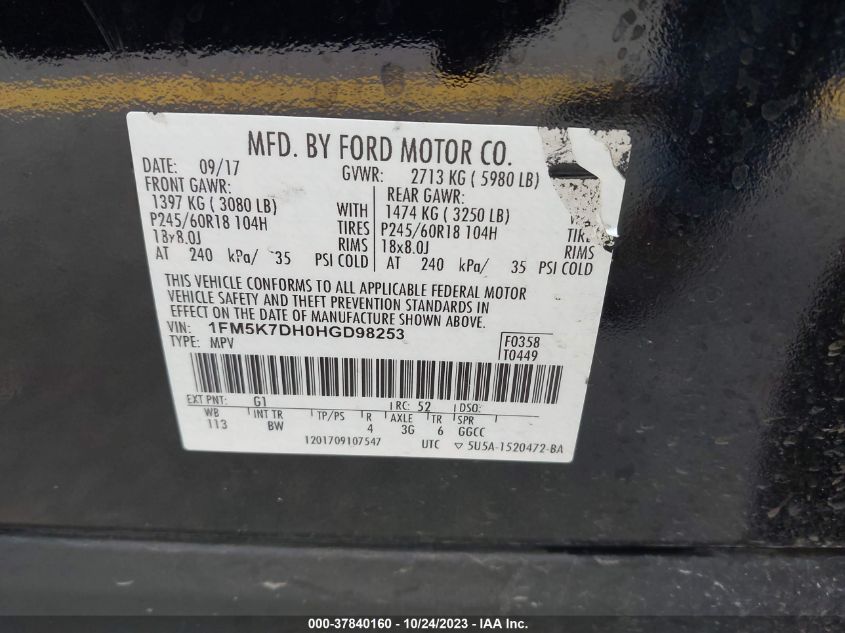 MFD. BY FORD MOTOR CO.
DATE: 09/17 GVWR: 2713 KG ( 5980 LB)
FRONT GAWR: REAR GAWR:
1397 KG ( 3080 LB) WITH 1474 KG ( 3250 LB) WITH
P245/60R18 104H TIRES P245/60R18 104H TIRES
18x8.0J RIMS 18x8.0J RIMS
AT 240 kPa/ 35 PSI COLD AT 240 kPa/ 35 PSI COLD
THIS VEHICLE CONFORMS TO ALL APPLICABLE FEDERAL MOTOR
VEHICLE SAFETY AND THEFT PREVENTION STANDARDS IN
EFFECT ON THE DATE OF MANUFACTURE SHOWN ABOVE.
VIN: 1FM5K7DH0HGD98253
TYPE: MPV
F0358
T0449
EXT PNT: G1 RC: 52 DSO:
WB INT TR TP/PS R AXLE TR SPR
113 BW 4 3G 6 GGCC
1201709107547 UTC ▽ 5U5A-1520472-BA
000-37840160 - 10/24/2023 - IAA Inc.